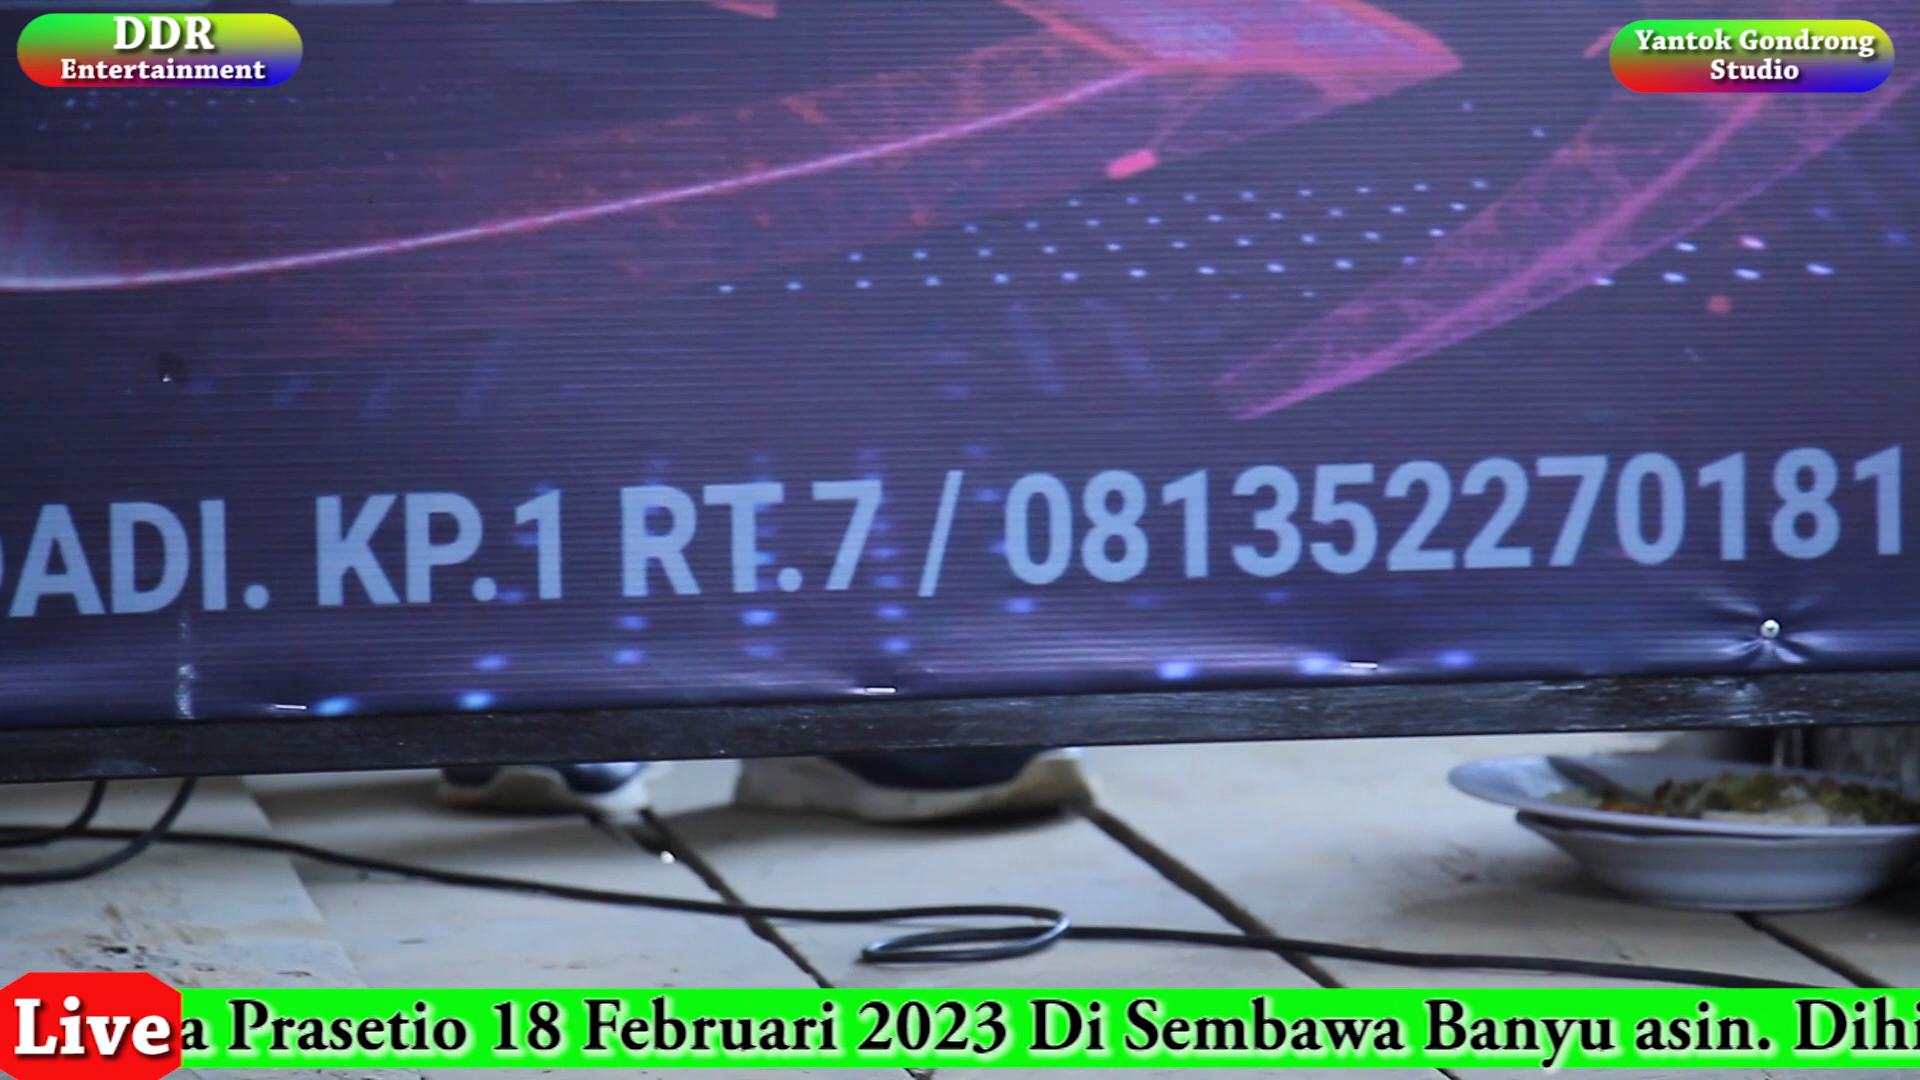 DDR
Entertainment
Yantok Gondrong
Studio
ADI. KP.1 RT.7 / 081352270181
Live
a Prasetio 18 Februari 2023 Di Sembawa Banyu asin. Dihi